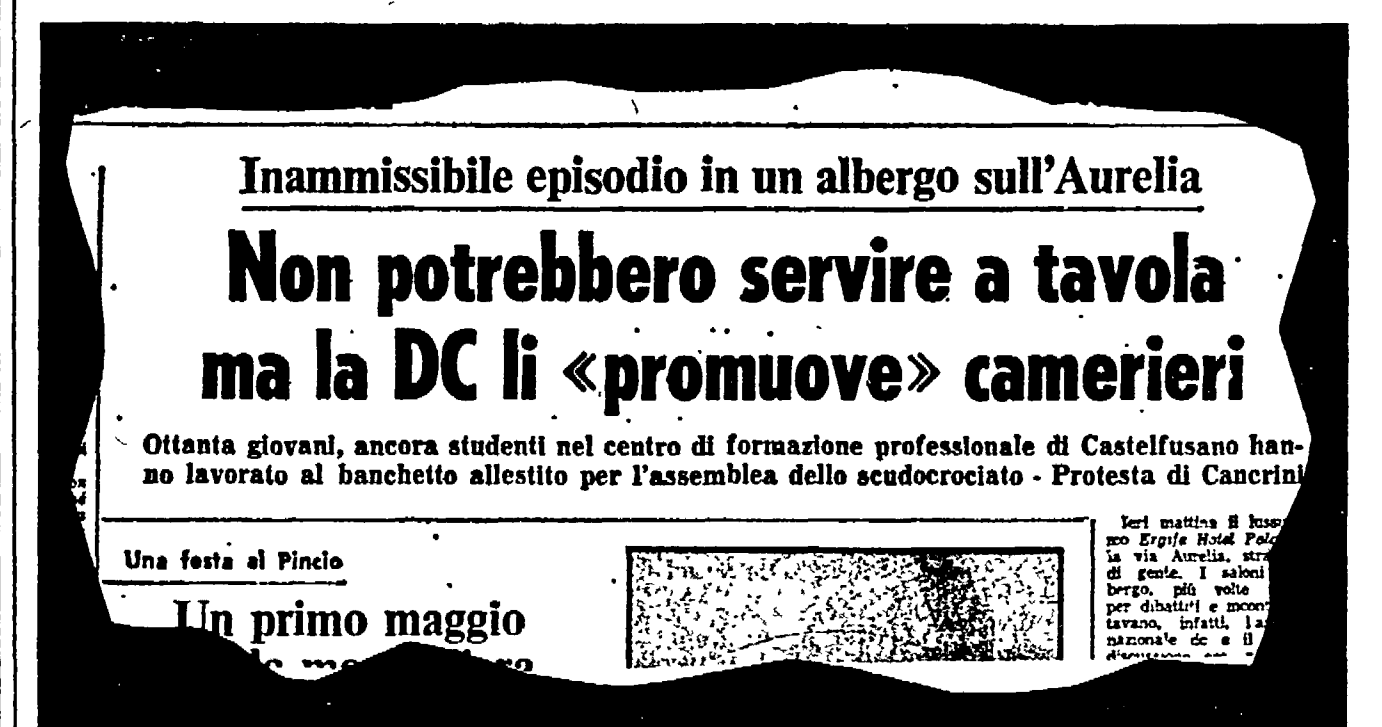 Inammissibile episodio in un albergo sull'Aurelia
Non potrebbero servire a tavola
ma la DC li «promuove» camerieri
Ottanta giovani, ancora studenti nel centro di formazione professionale di Castelfusano han-
no lavorato al banchetto allestito per l'assemblea dello scudocrociato - Protesta di Cancrini
Una festa al Pincio
Un primo maggio
Ieri mattina il
mo Ergife Hotel
la via Aurelia,
di gente. I saloni
bergo, più volte
per dibattiti e
tavano, infatti,
nazionale dc e il